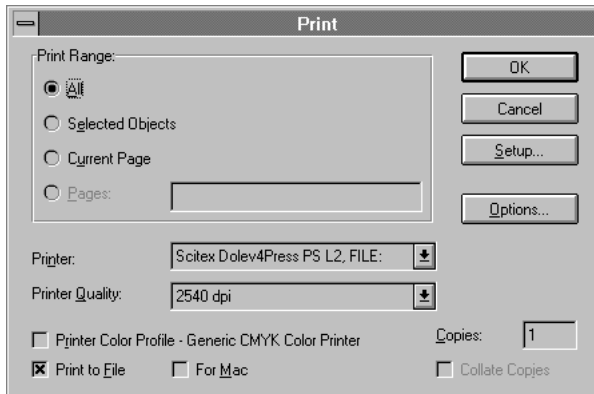 Print
Print Range:
All
OK
Selected Objects
Cancel
Current Page
Setup...
Pages:
Options...
Printer: Scitex Dolev4Press PS L2, FILE:
Printer Quality: 2540 dpi
Printer Color Profile - Generic CMYK Color Printer
Copies: 1
Print to File For Mac
Collate Copies